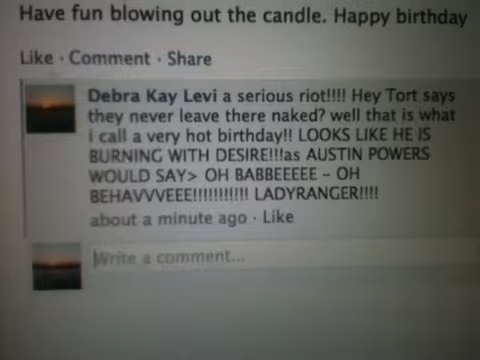 Have fun blowing out the candle. Happy birthday
Like · Comment · Share
Debra Kay Levi a serious riot!!!! Hey Tort says
they never leave there naked? well that is what
i call a very hot birthday!! LOOKS LIKE HE IS
BURNING WITH DESIRE!!!as AUSTIN POWERS
WOULD SAY> OH BABBEEEEE - OH
BEHAVVVEEE!!!!!!!!!!! LADYRANGER!!!!
about a minute ago · Like
Write a comment...